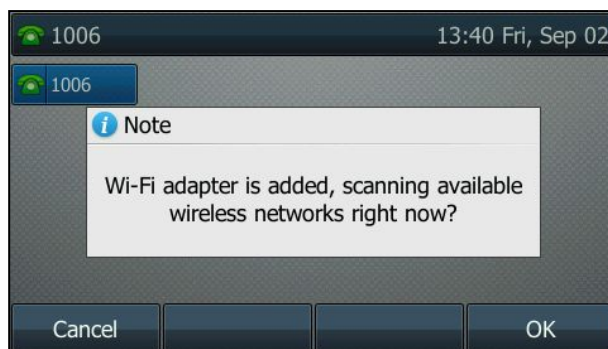 1006
13:40 Fri, Sep 02
1006
Note
Wi-Fi adapter is added, scanning available
wireless networks right now?
Cancel
OK